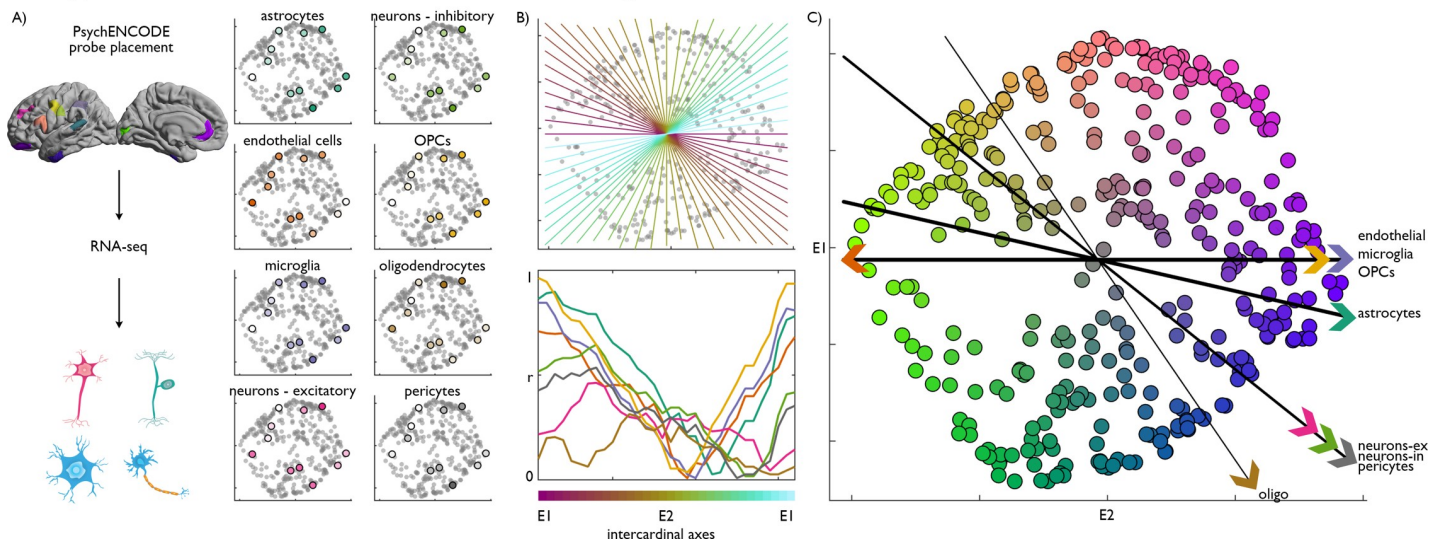 A)
PsychENCODE
probe placement
RNA-seq
astrocytes
neurons - inhibitory
endothelial cells
OPCs
microglia
oligodendrocytes
neurons - excitatory
pericytes
B)
1
r
0
E1
E2
E1
intercardinal axes
C)
E1
endothelial
microglia
OPCs
astrocytes
neurons-ex
neurons-in
pericytes
oligo
E2